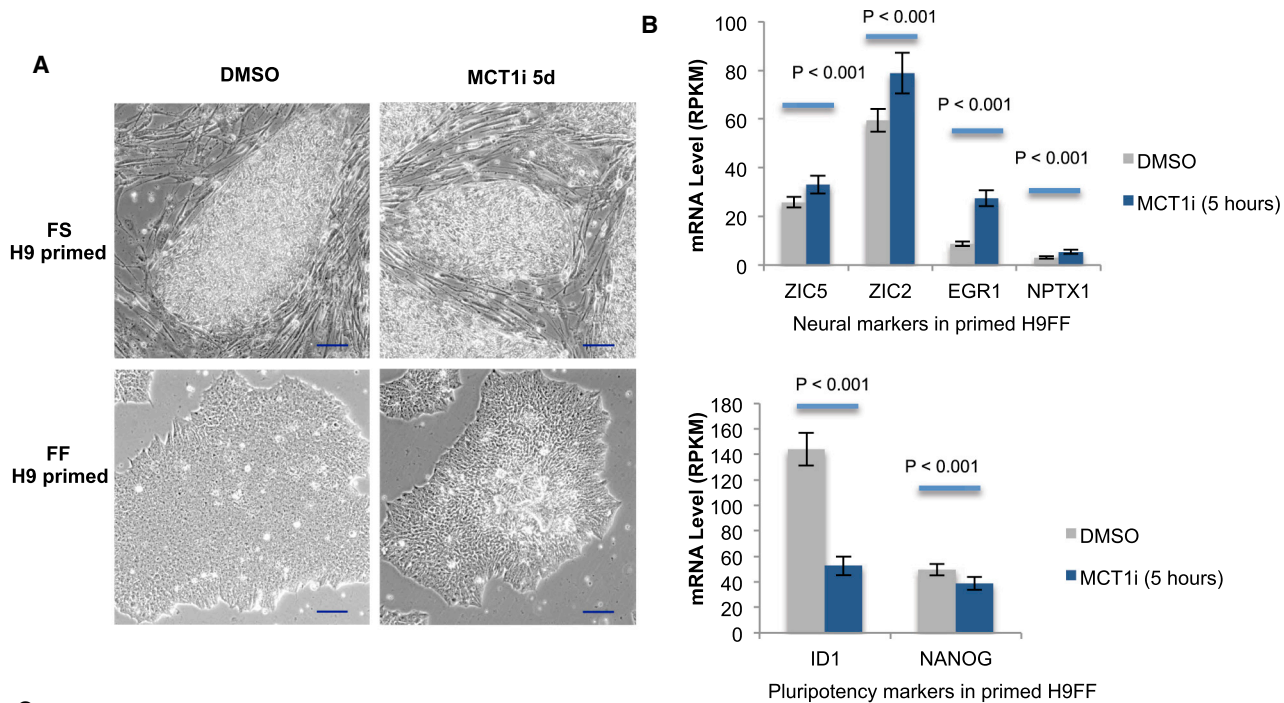 A
DMSO
MCT1i 5d
FS
H9 primed
FF
H9 primed
B
mRNA Level (RPKM)
100
80
60
40
20
0
P < 0.001
P < 0.001
P < 0.001
P < 0.001
ZIC5
ZIC2
EGR1
NPTX1
Neural markers in primed H9FF
DMSO
MCT1i (5 hours)
mRNA Level (RPKM)
180
160
140
120
100
80
60
40
20
0
P < 0.001
P < 0.001
ID1
NANOG
Pluripotency markers in primed H9FF
DMSO
MCT1i (5 hours)